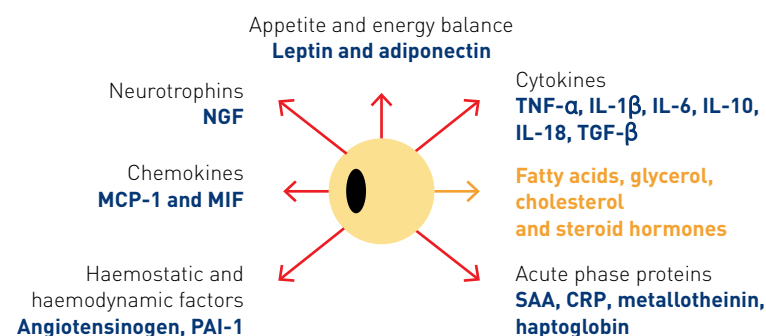 Appetite and energy balance
Leptin and adiponectin
Neurotrophins
NGF
Cytokines
TNF-α, IL-1β, IL-6, IL-10,
IL-18, TGF-β
Chemokines
MCP-1 and MIF
Fatty acids, glycerol,
cholesterol
and steroid hormones
Haemostatic and
haemodynamic factors
Angiotensinogen, PAI-1
Acute phase proteins
SAA, CRP, metallotheinin,
haptoglobin